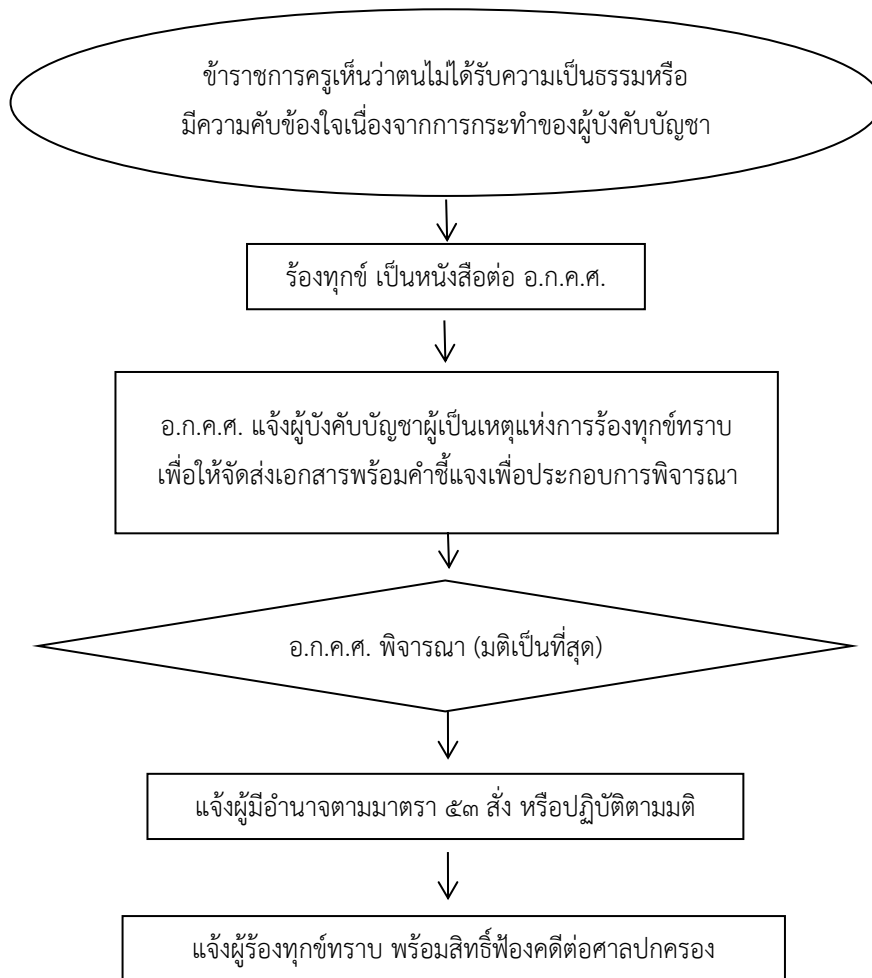 ข้าราชการครูเห็นว่าตนไม่ได้รับความเป็นธรรมหรือ
มีความคับข้องใจเนื่องจากการกระทำของผู้บังคับบัญชา
ร้องทุกข์ เป็นหนังสือต่อ อ.ก.ค.ศ.
อ.ก.ค.ศ. แจ้งผู้บังคับบัญชาผู้เป็นเหตุแห่งการร้องทุกข์ทราบ
เพื่อให้จัดส่งเอกสารพร้อมคำชี้แจงเพื่อประกอบการพิจารณา
อ.ก.ค.ศ. พิจารณา (มติเป็นที่สุด)
แจ้งผู้มีอำนาจตามมาตรา ๕๓ สั่ง หรือปฏิบัติตามมติ
แจ้งผู้ร้องทุกข์ทราบ พร้อมสิทธิ์ฟ้องคดีต่อศาลปกครอง